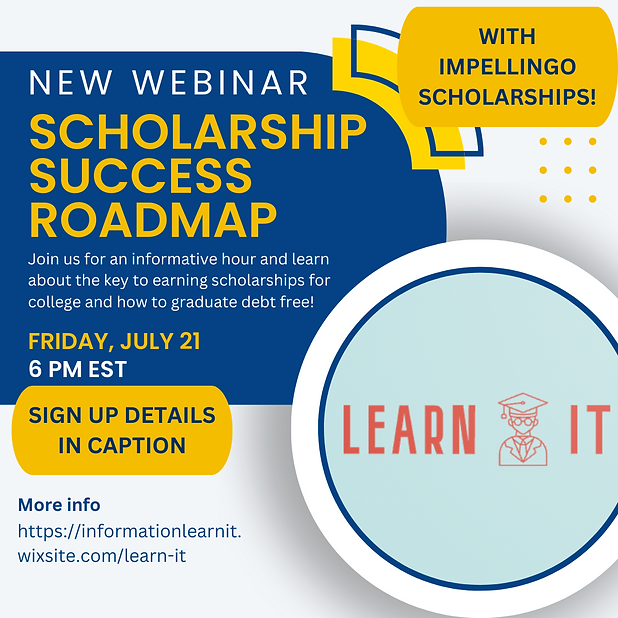 WITH
IMPELLINGO
SCHOLARSHIPS!
NEW WEBINAR
SCHOLARSHIP
SUCCESS
ROADMAP
Join us for an informative hour and learn
about the key to earning scholarships for
college and how to graduate debt free!
FRIDAY, JULY 21
6 PM EST
SIGN UP DETAILS
IN CAPTION
More info
https://informationlearnit.
wixsite.com/learn-it
LEARN IT